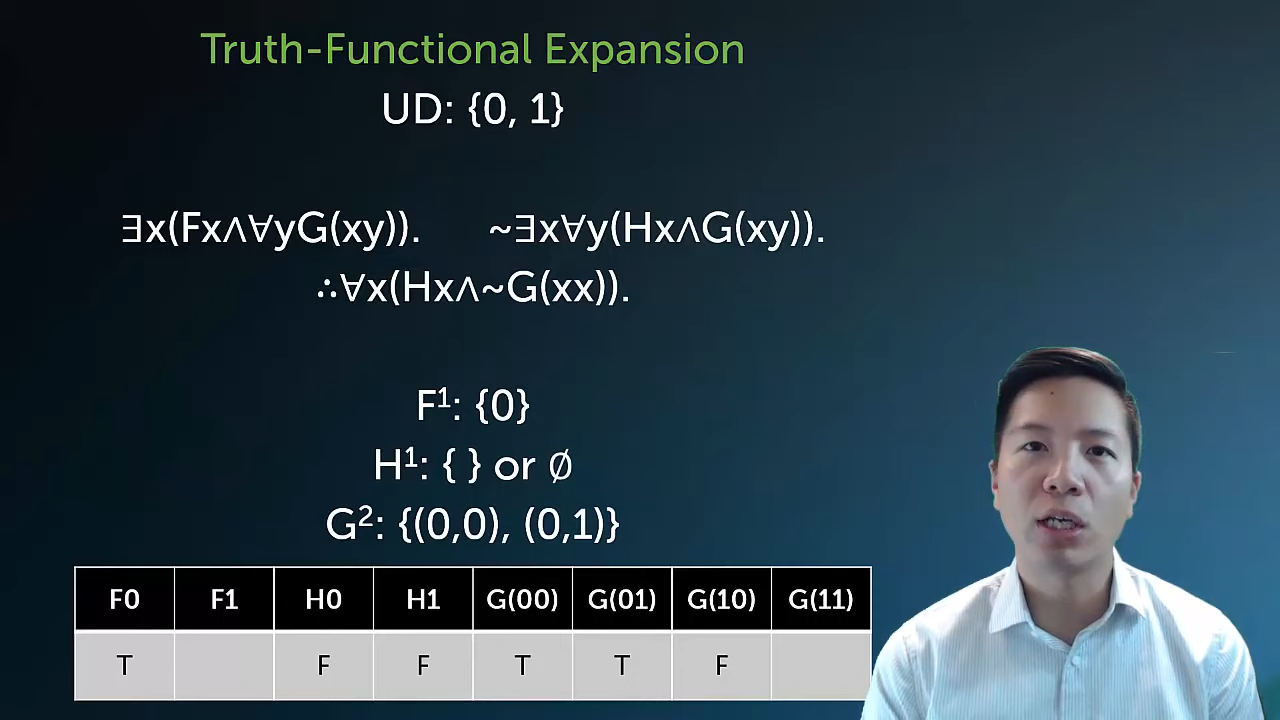 Truth-Functional Expansion
UD: {0, 1}
∃x(Fx∧∀yG(xy)). ~∃x∀y(Hx∧G(xy)).
∴∀x(Hx∧~G(xx)).
F¹: {0}
H¹: { } or ∅
G²: {(0,0), (0,1)}
F0 F1 H0 H1 G(00) G(01) G(10) G(11)
T F F T T F